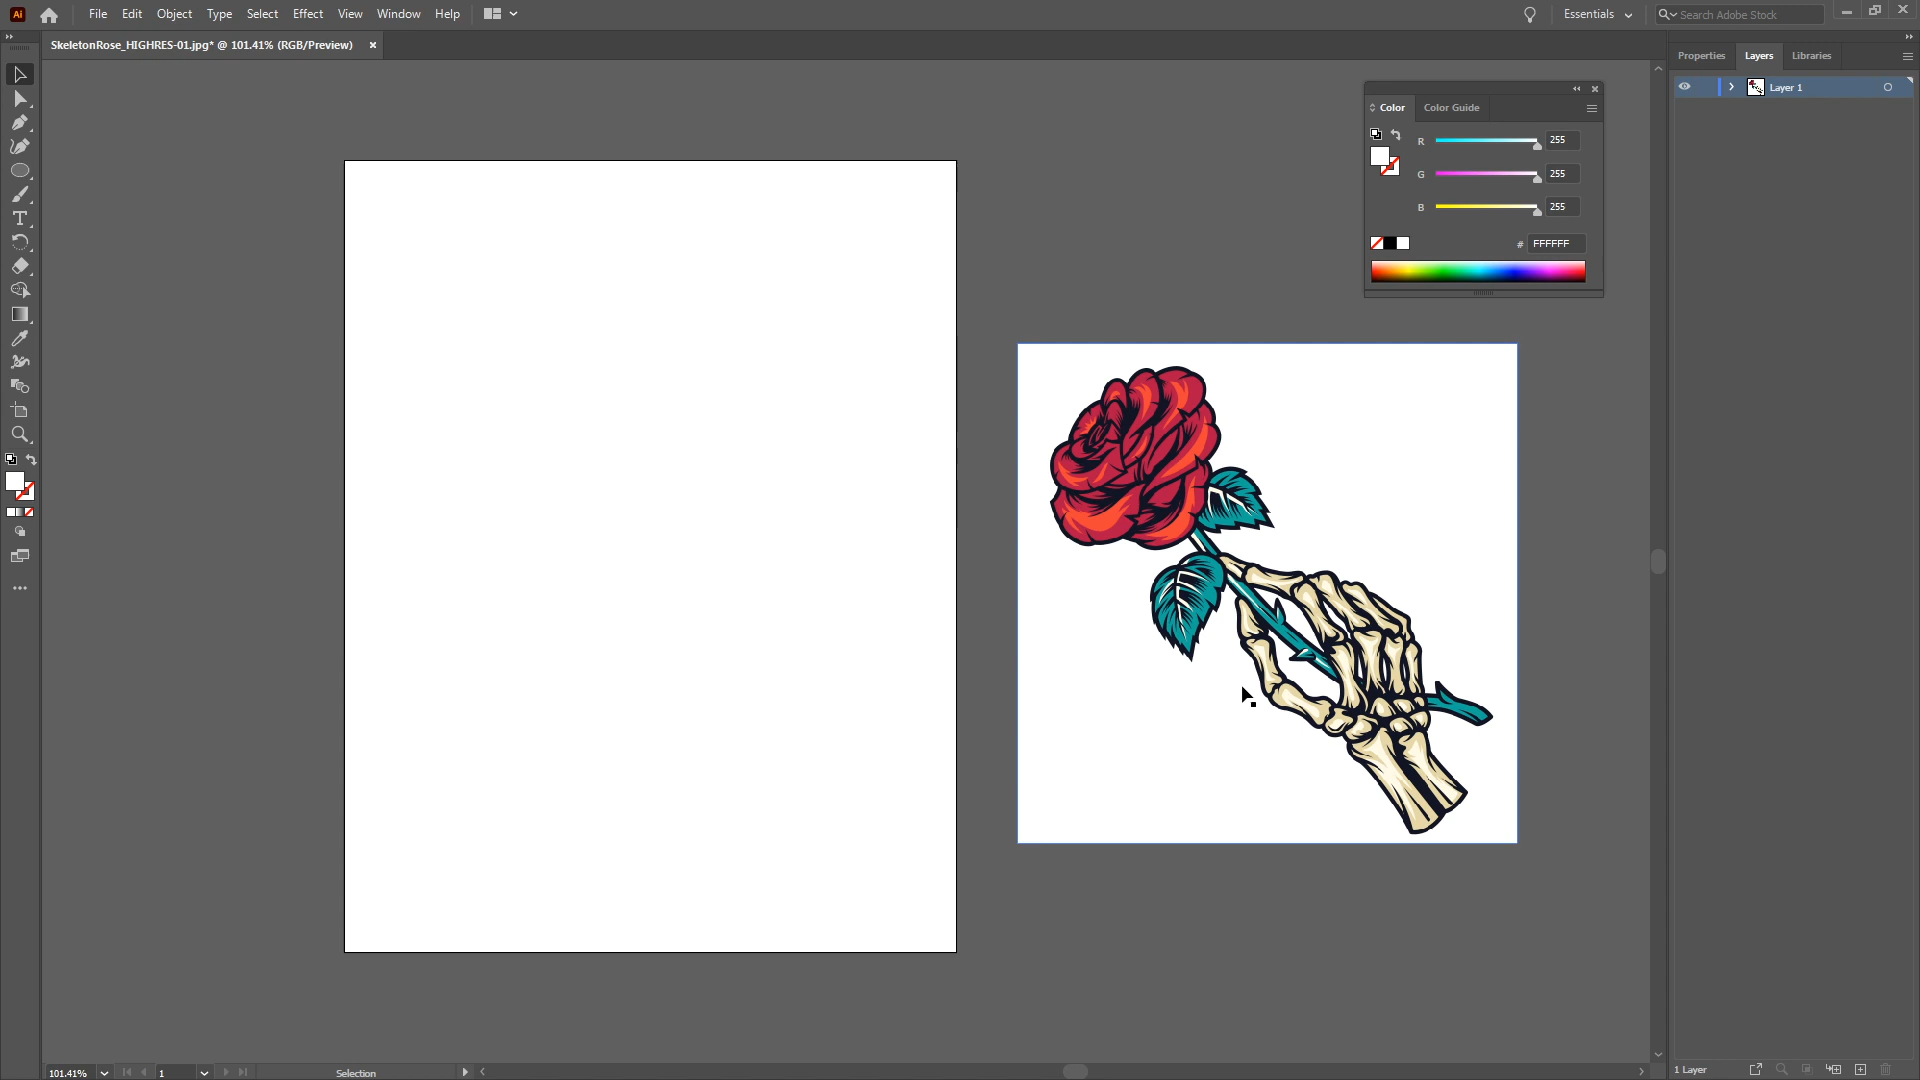 Ai File Edit Object Type Select Effect View Window Help Essentials Search Adobe Stock
SkeletonRose_HIGHRES-01.jpg* @ 101.41% (RGB/Preview)
Properties Layers Libraries
Layer 1
Color Color Guide
R 255
G 255
B 255
# FFFFFF
101.41% 1 Selection
1 Layer